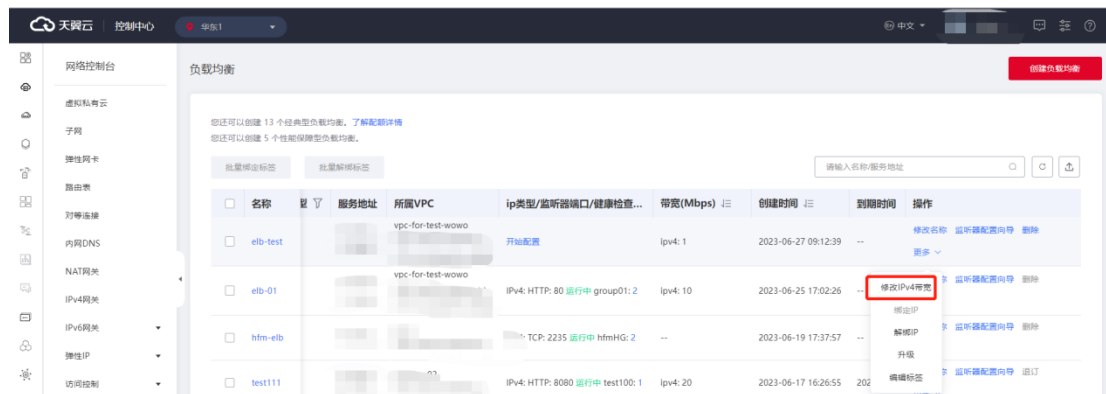 天翼云 控制中心 华东1 中文
网络控制台
虚拟私有云
子网
弹性网卡
路由表
对等连接
内网DNS
NAT网关
IPv4网关
IPv6网关
弹性IP
访问控制
负载均衡 创建负载均衡
您还可以创建 13 个经典型负载均衡。了解配额详情
您还可以创建 5 个性能保障型负载均衡。
批量绑定标签 批量解绑标签 请输入名称/服务地址
名称 型 服务地址 所属VPC ip类型/监听器端口/健康检查... 带宽(Mbps) 创建时间 到期时间 操作
vpc-for-test-wowo
elb-test 开始配置 ipv4: 1 2023-06-27 09:12:39 -- 修改名称 监听器配置向导 删除
更多
vpc-for-test-wowo
elb-01 IPv4: HTTP: 80 运行中 group01: 2 ipv4: 10 2023-06-25 17:02:26 -- 监听器配置向导 删除
hfm-elb TCP: 2235 运行中 hfmHG: 2 -- 2023-06-19 17:37:57 -- 监听器配置向导 删除
test111 IPv4: HTTP: 8080 运行中 test100: 1 ipv4: 20 2023-06-17 16:26:55 202 监听器配置向导 退订
修改IPv4带宽
绑定IP
解绑IP
升级
编辑标签